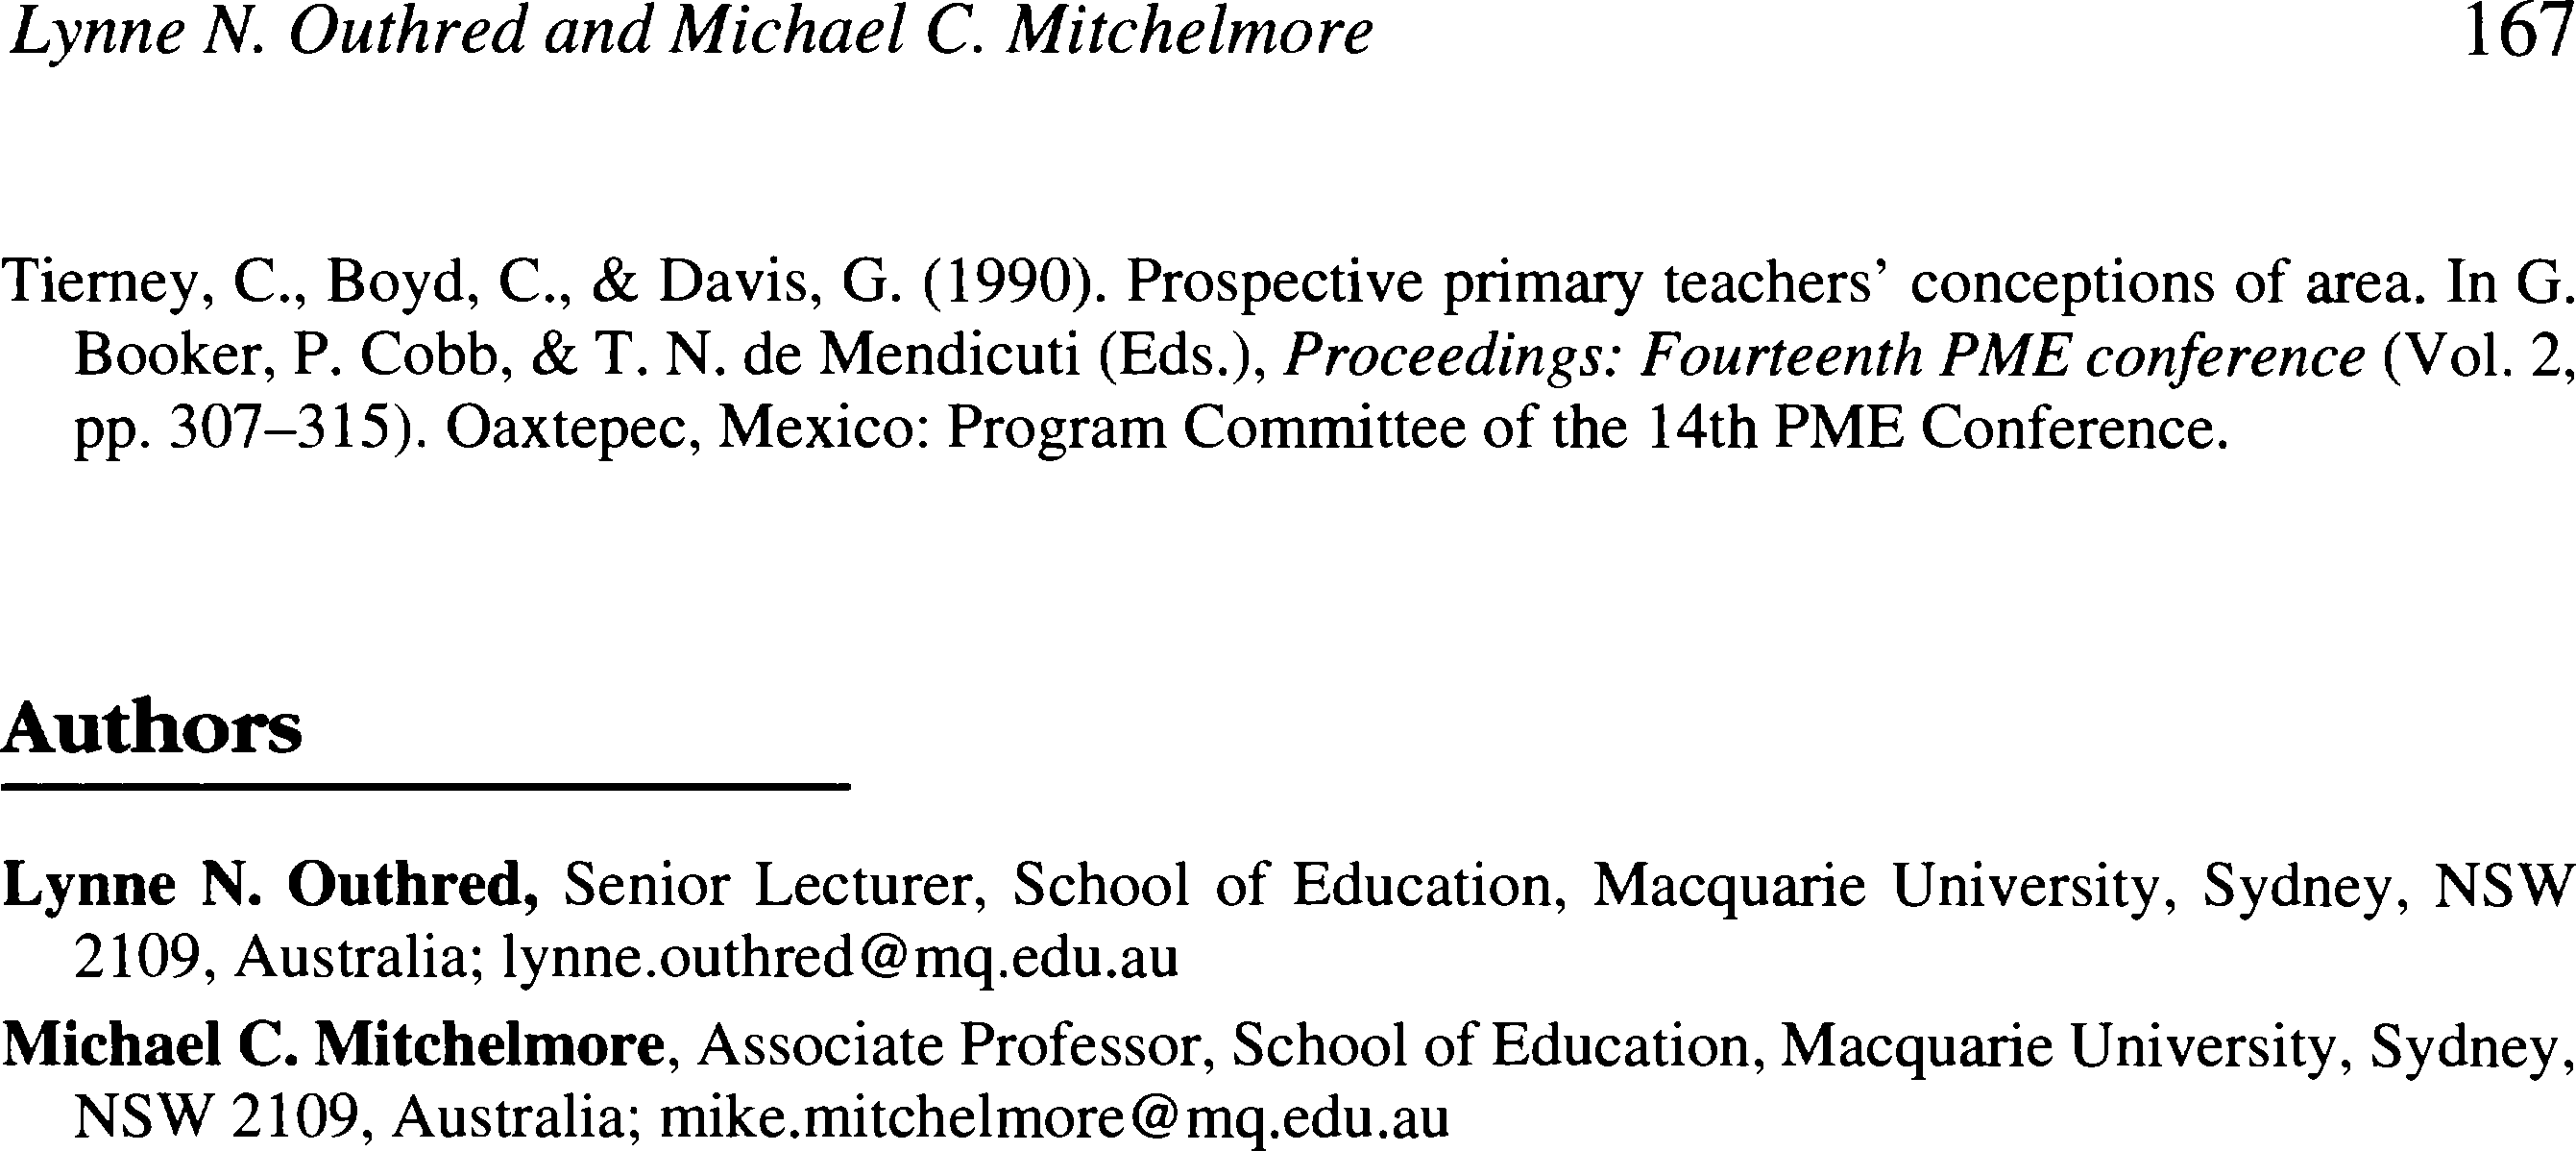 Lynne N. Outhred and Michael C. Mitchelmore 167
Tierney, C., Boyd, C., & Davis, G. (1990). Prospective primary teachers’ conceptions of area. In G.
Booker, P. Cobb, & T. N. de Mendicuti (Eds.), Proceedings: Fourteenth PME conference (Vol. 2,
pp. 307–315). Oaxtepec, Mexico: Program Committee of the 14th PME Conference.
Authors
Lynne N. Outhred, Senior Lecturer, School of Education, Macquarie University, Sydney, NSW
2109, Australia; lynne.outhred@mq.edu.au
Michael C. Mitchelmore, Associate Professor, School of Education, Macquarie University, Sydney,
NSW 2109, Australia; mike.mitchelmore@mq.edu.au